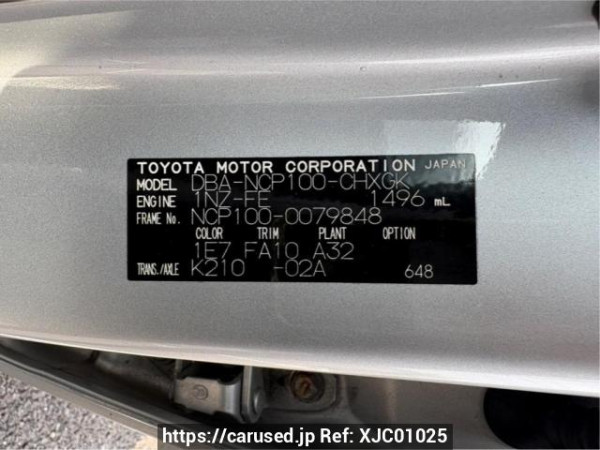 TOYOTA MOTOR CORPORATION JAPAN
MODEL DBA-NCP100-CHXGK
ENGINE 1NZ-FE 1496 mL
FRAME No. NCP100-0079848
COLOR TRIM PLANT OPTION
1E7 FA10 A32
TRANS./AXLE K210 -02A 648
https://carused.jp Ref: XJC01025